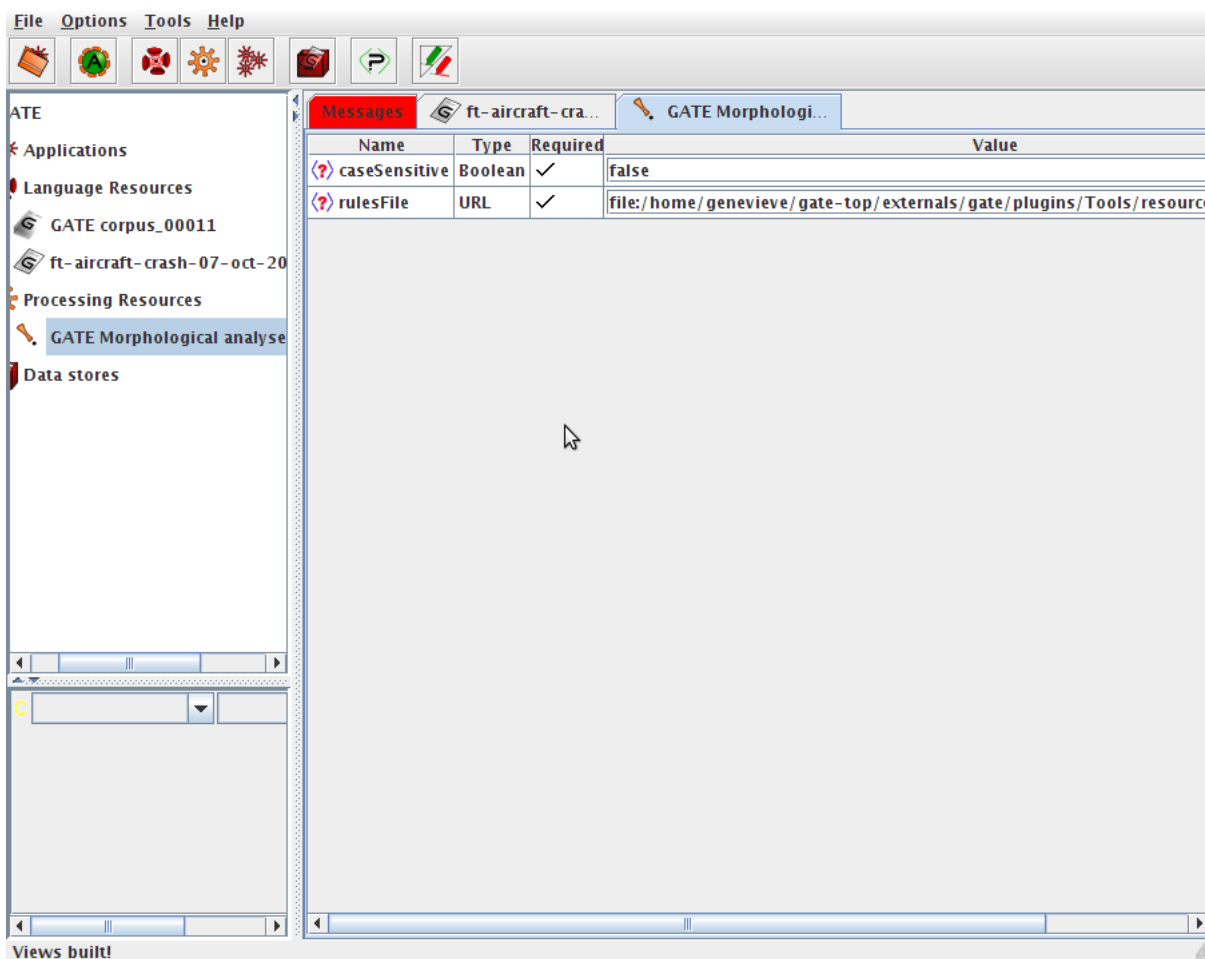 File Options Tools Help
ATE
Applications
Language Resources
GATE corpus_00011
ft-aircraft-crash-07-oct-20
Processing Resources
GATE Morphological analyse
Data stores
Messages
ft-aircraft-cra...
GATE Morphologi...
Name Type Required Value
<?> caseSensitive Boolean ✓ false
<?> rulesFile URL ✓ file:/home/genevieve/gate-top/externals/gate/plugins/Tools/resourc
C
Views built!